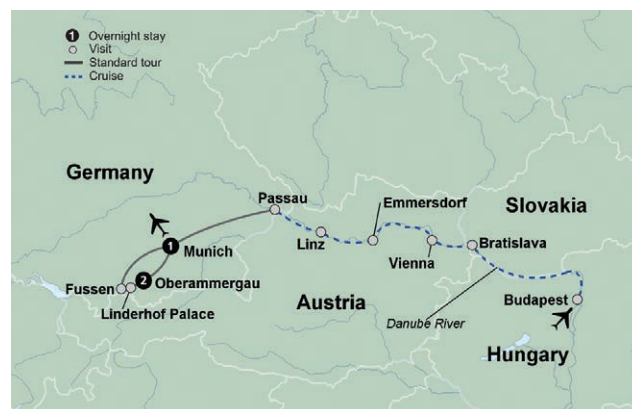 1 Overnight stay
Visit
Standard tour
Cruise
Germany
Passau
Emmersdorf
Slovakia
Linz
1 Munich
Vienna
Bratislava
Fussen
2 Oberammergau
Linderhof Palace
Austria
Danube River
Budapest
Hungary